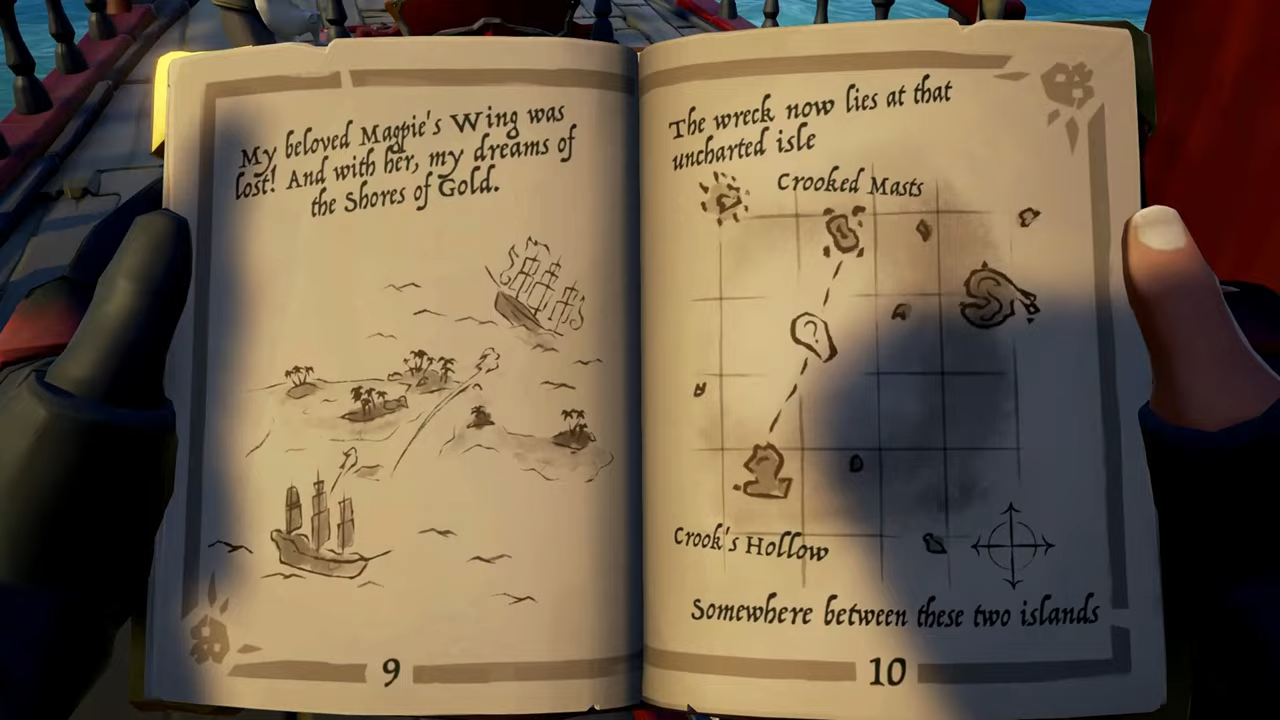 My beloved Magpie's Wing was
lost! And with her, my dreams of
the Shores of Gold.
9
The wreck now lies at that
uncharted isle
Crooked Masts
Crook's Hollow
Somewhere between these two islands
10